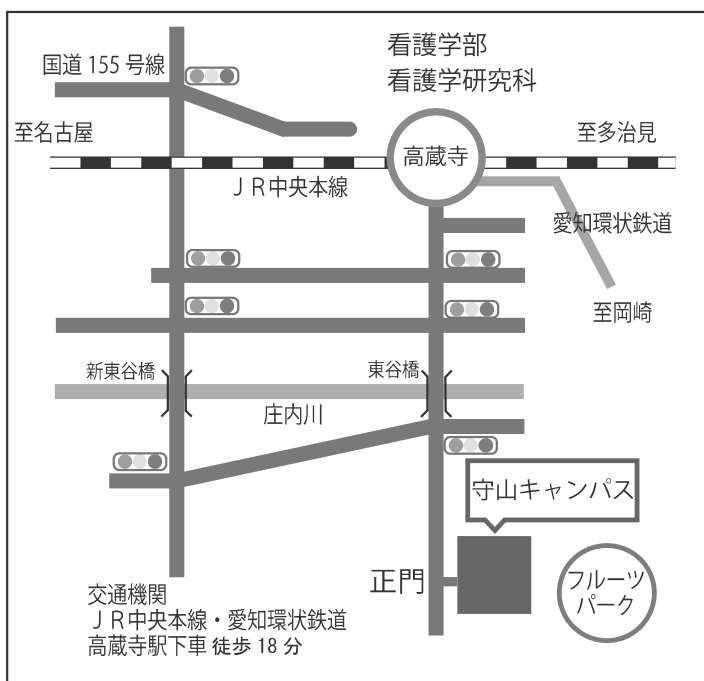 看護学部
看護学研究科
国道 155 号線
至名古屋
高蔵寺
至多治見
ＪＲ中央本線
愛知環状鉄道
至岡崎
新東谷橋
東谷橋
庄内川
守山キャンパス
正門
フルーツ
パーク
交通機関
ＪＲ中央本線・愛知環状鉄道
高蔵寺駅下車 徒歩 18 分